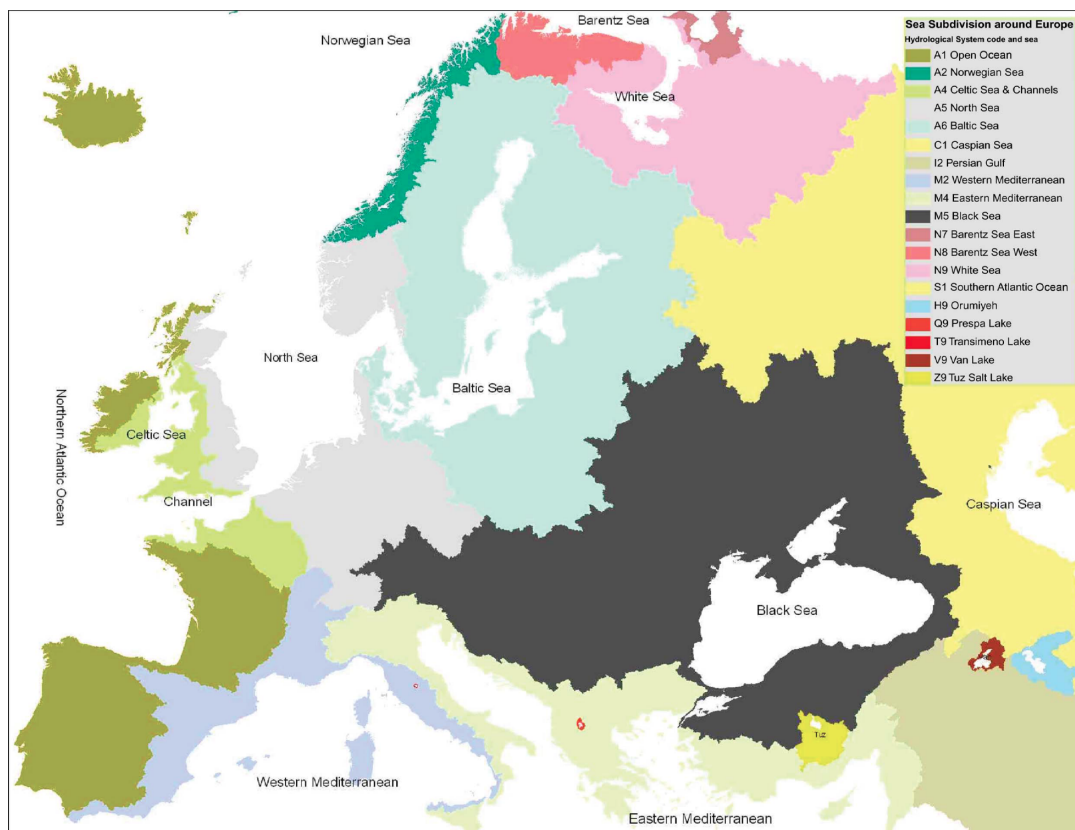 Barentz Sea
Norwegian Sea
White Sea
North Sea
Baltic Sea
Northern Atlantic Ocean
Celtic Sea
Channel
Caspian Sea
Black Sea
Tuz
Western Mediterranean
Eastern Mediterranean
Sea Subdivision around Europe
Hydrological System code and sea
A1 Open Ocean
A2 Norwegian Sea
A4 Celtic Sea & Channels
A5 North Sea
A6 Baltic Sea
C1 Caspian Sea
I2 Persian Gulf
M2 Western Mediterranean
M4 Eastern Mediterranean
M5 Black Sea
N7 Barentz Sea East
N8 Barentz Sea West
N9 White Sea
S1 Southern Atlantic Ocean
H9 Orumiyeh
Q9 Prespa Lake
T9 Transimeno Lake
V9 Van Lake
Z9 Tuz Salt Lake